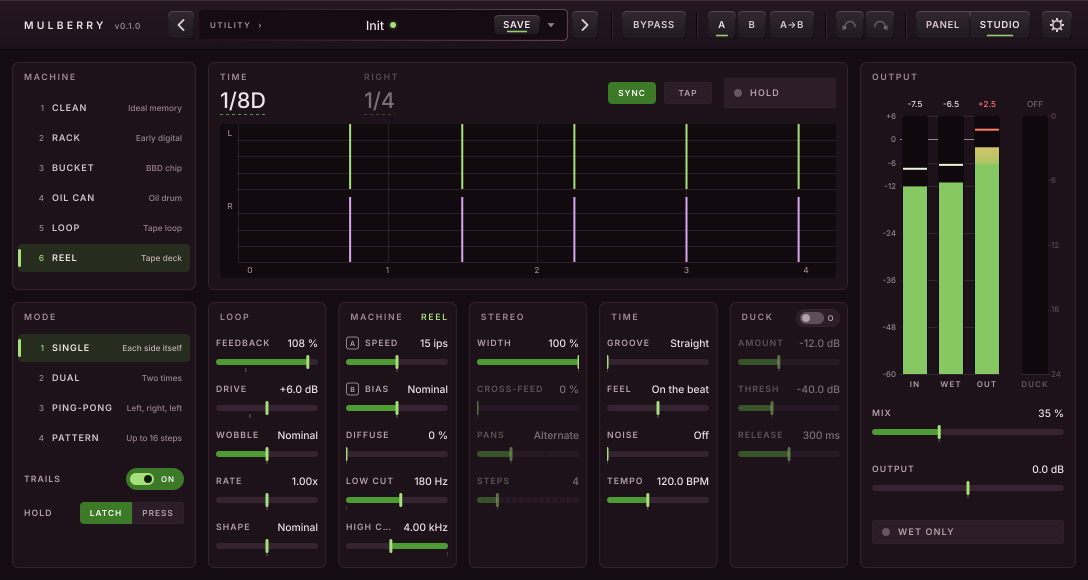 MULBERRY v0.1.0
UTILITY › Init SAVE
BYPASS A B A→B PANEL STUDIO
MACHINE
1 CLEAN Ideal memory
2 RACK Early digital
3 BUCKET BBD chip
4 OIL CAN Oil drum
5 LOOP Tape loop
6 REEL Tape deck
TIME RIGHT
1/8D 1/4
SYNC TAP HOLD
L
R
0 1 2 3 4
OUTPUT
-7.5 -6.5 +2.5 OFF
+6 0
0
-6 -6
-12
-12
-24
-36 -18
-48
-60 -24
IN WET OUT DUCK
MIX 35 %
OUTPUT 0.0 dB
WET ONLY
MODE
1 SINGLE Each side itself
2 DUAL Two times
3 PING-PONG Left, right, left
4 PATTERN Up to 16 steps
TRAILS ON
HOLD LATCH PRESS
LOOP
FEEDBACK 108 %
DRIVE +6.0 dB
WOBBLE Nominal
RATE 1.00x
SHAPE Nominal
MACHINE REEL
A SPEED 15 ips
B BIAS Nominal
DIFFUSE 0 %
LOW CUT 180 Hz
HIGH C... 4.00 kHz
STEREO
WIDTH 100 %
CROSS-FEED 0 %
PANS Alternate
STEPS 4
TIME
GROOVE Straight
FEEL On the beat
NOISE Off
TEMPO 120.0 BPM
DUCK O
AMOUNT -12.0 dB
THRESH -40.0 dB
RELEASE 300 ms